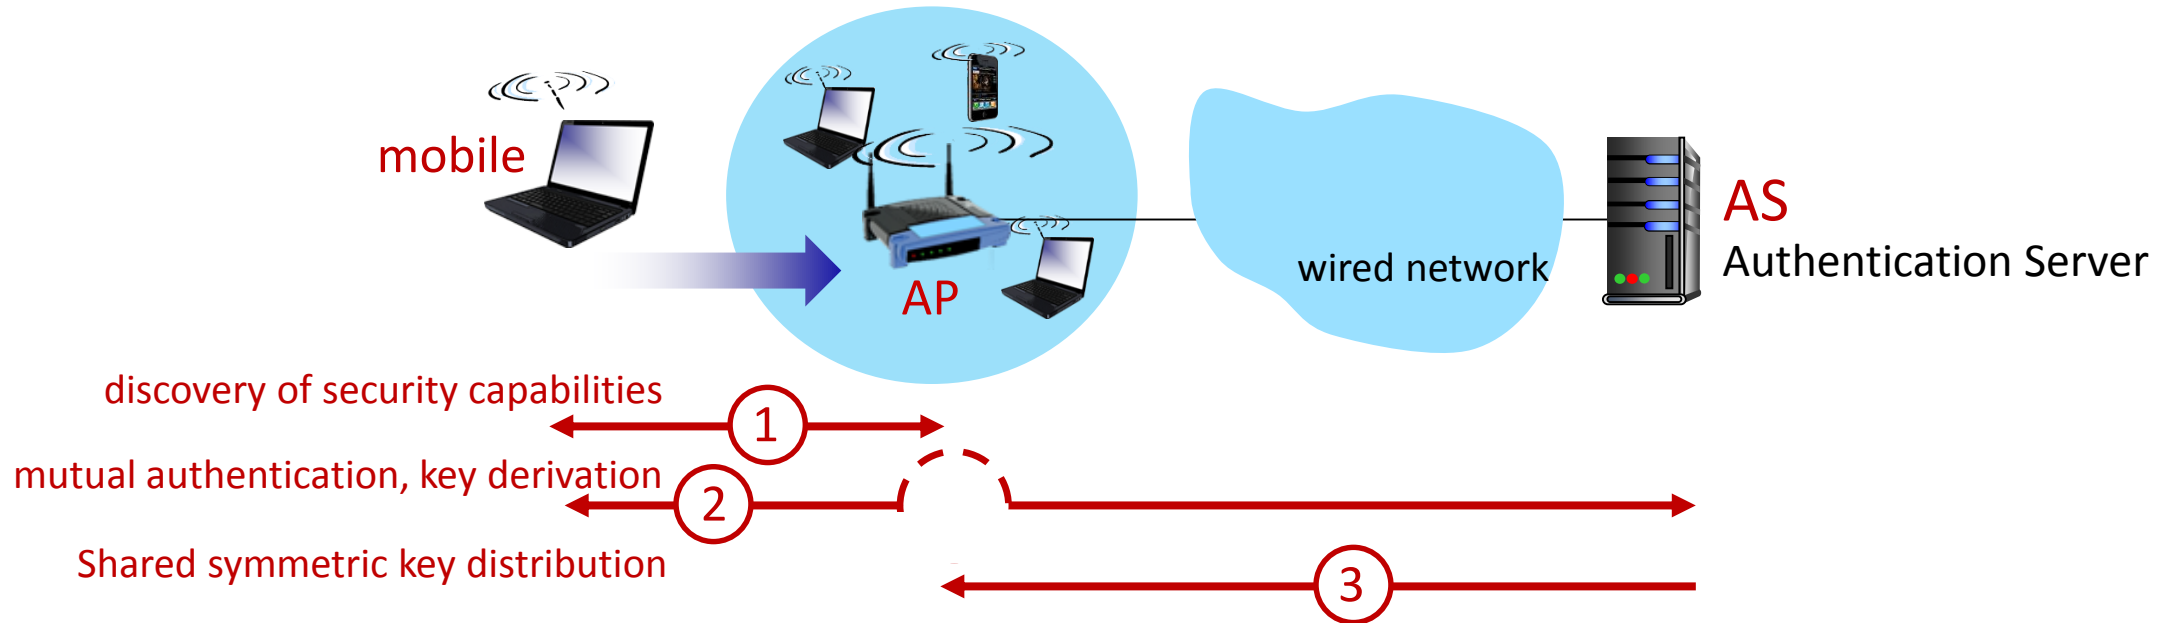 mobile
AP
wired network
AS
Authentication Server
discovery of security capabilities
1
mutual authentication, key derivation
2
Shared symmetric key distribution
3